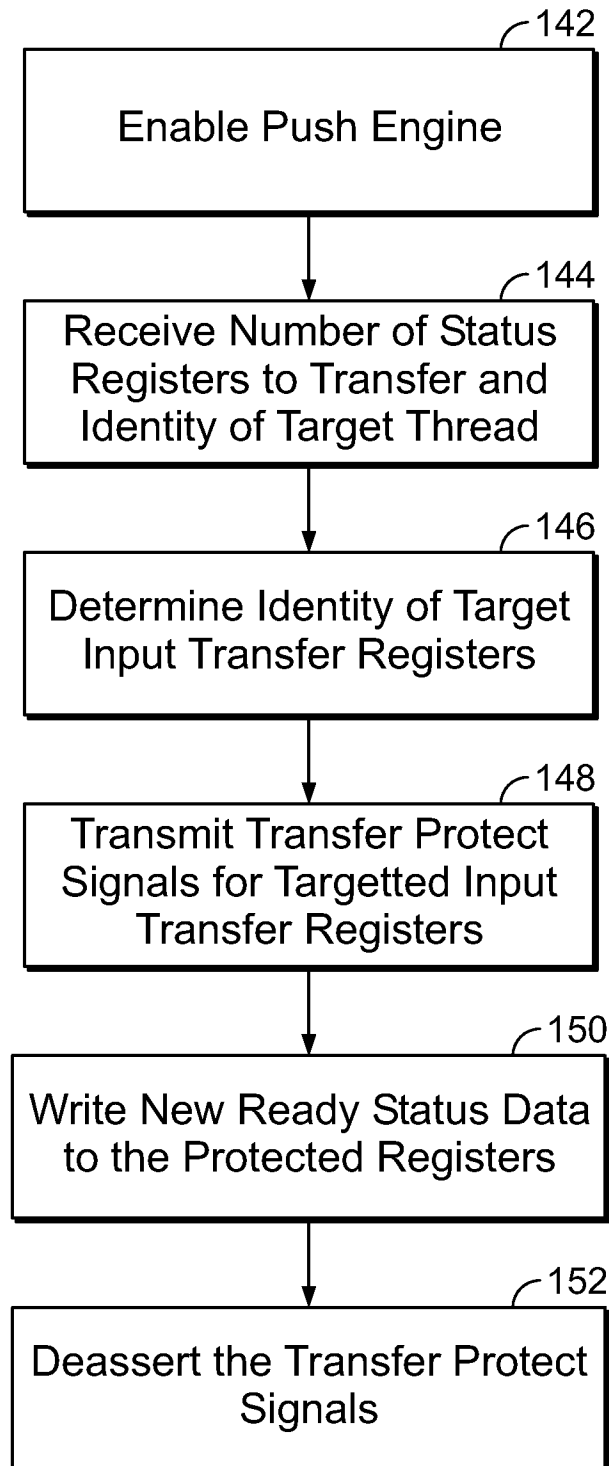 142
Enable Push Engine
144
Receive Number of Status
Registers to Transfer and
Identity of Target Thread
146
Determine Identity of Target
Input Transfer Registers
148
Transmit Transfer Protect
Signals for Targetted Input
Transfer Registers
150
Write New Ready Status Data
to the Protected Registers
152
Deassert the Transfer Protect
Signals